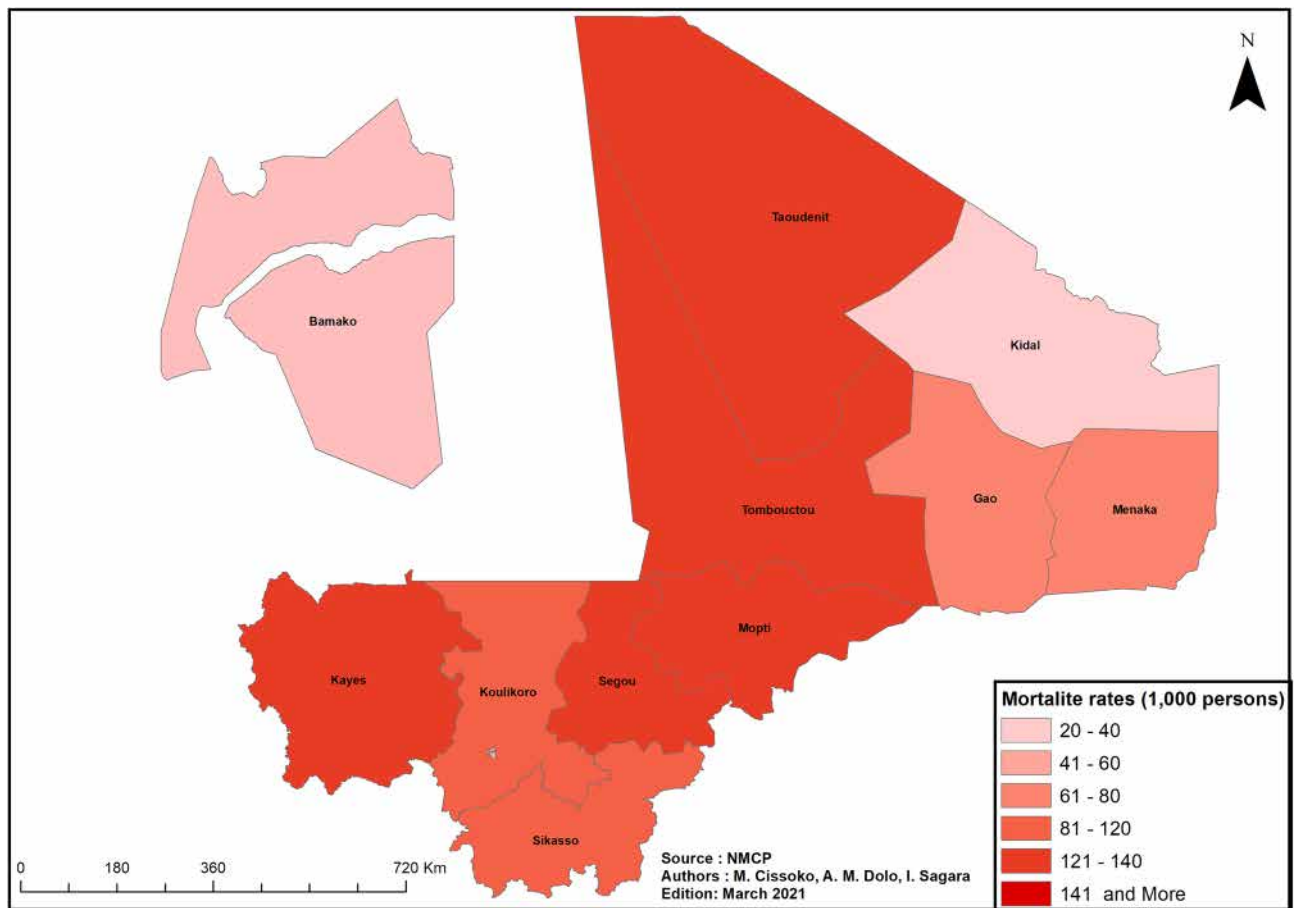 N
Taoudenit
Kidal
Bamako
Gao
Menaka
Tombouctou
Mopti
Kayes
Segou
Koulikoro
Sikasso
Mortalite rates (1,000 persons)
20 - 40
41 - 60
61 - 80
81 - 120
121 - 140
141 and More
0 180 360 720 Km
Source : NMCP
Authors : M. Cissoko, A. M. Dolo, I. Sagara
Edition: March 2021